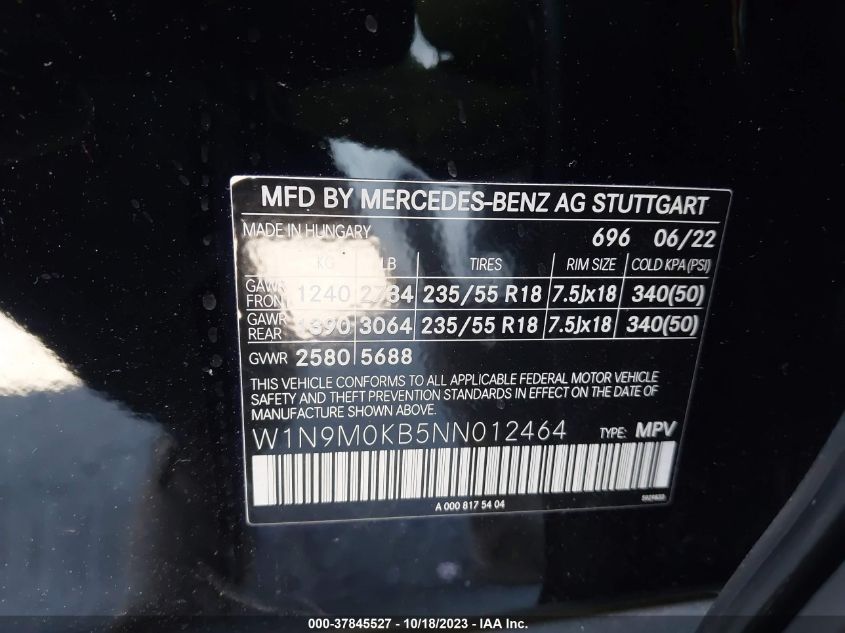 MFD BY MERCEDES-BENZ AG STUTTGART
MADE IN HUNGARY 696 06/22
KG LB TIRES RIM SIZE COLD KPA(PSI)
GAWR FRONT 1240 2734 235/55 R18 7.5Jx18 340(50)
GAWR REAR 1390 3064 235/55 R18 7.5Jx18 340(50)
GVWR 2580 5688
THIS VEHICLE CONFORMS TO ALL APPLICABLE FEDERAL MOTOR VEHICLE
SAFETY AND THEFT PREVENTION STANDARDS IN EFFECT ON THE DATE OF
MANUFACTURE SHOWN ABOVE.
W1N9M0KB5NN012464 TYPE: MPV
A 000 817 54 04
000-37845527 - 10/18/2023 - IAA Inc.